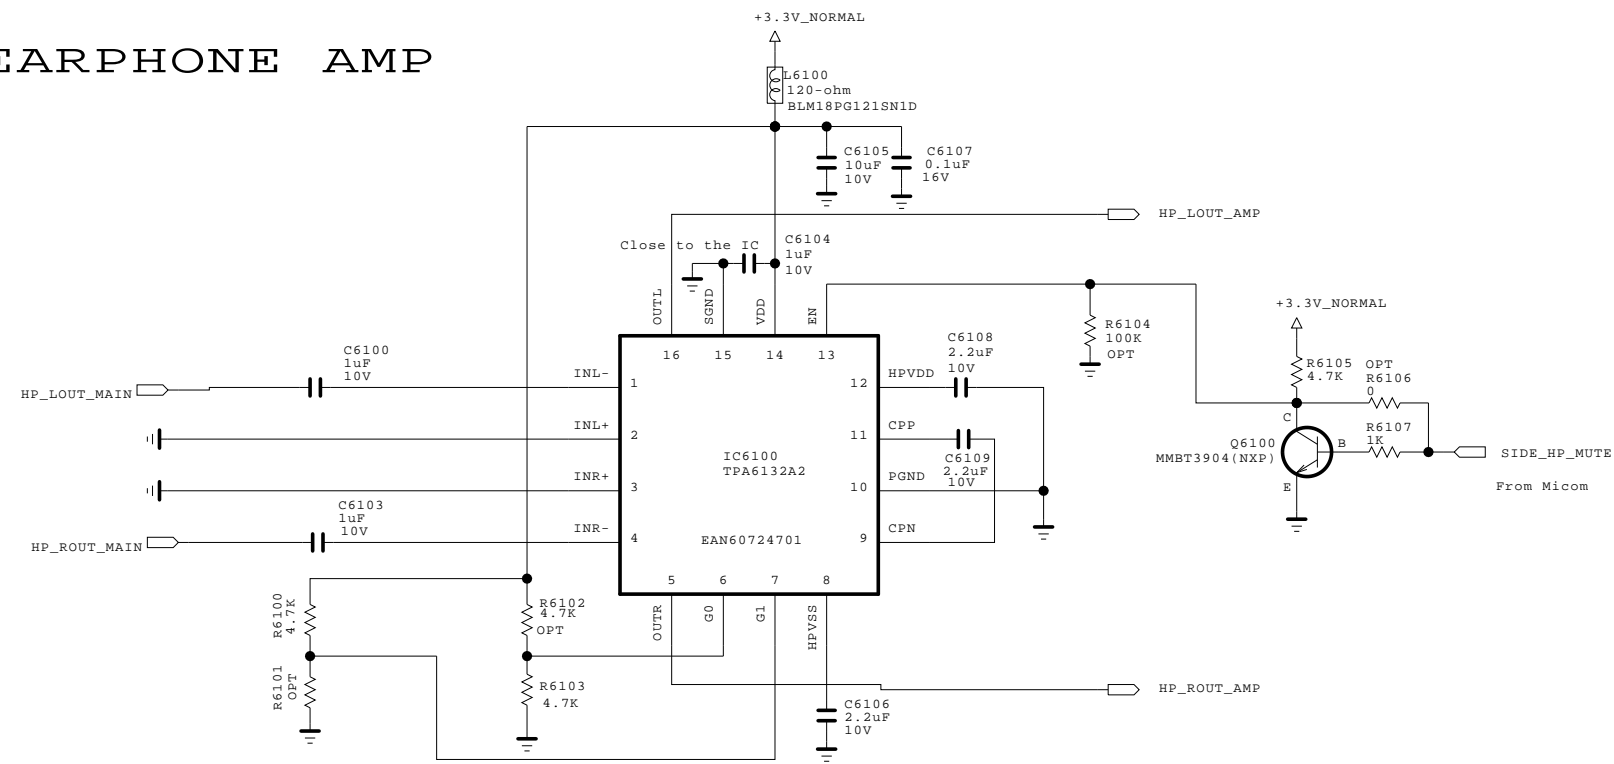 +3.3V_NORMAL
EARPHONE AMP
L6100
120-ohm
BLM18PG121SN1D
C6105
10uF
10V
C6107
0.1uF
16V
HP_LOUT_AMP
Close to the IC
C6104
1uF
10V
OUTL
SGND
VDD
EN
+3.3V_NORMAL
R6104
100K
OPT
C6108
2.2uF
10V
C6100
1uF
10V
16
15
14
13
R6105
4.7K
OPT
R6106
0
HP_LOUT_MAIN
INL-
1
12
HPVDD
INL+
2
11
CPP
C
R6107
1K
Q6100
MMBT3904(NXP)
B
E
SIDE_HP_MUTE
From Micom
IC6100
TPA6132A2
C6109
2.2uF
10V
INR+
3
10
PGND
C6103
1uF
10V
HP_ROUT_MAIN
INR-
4
9
CPN
EAN60724701
5
6
7
8
OUTR
G0
G1
HPVSS
R6100
4.7K
R6102
4.7K
OPT
R6101
OPT
R6103
4.7K
HP_ROUT_AMP
C6106
2.2uF
10V